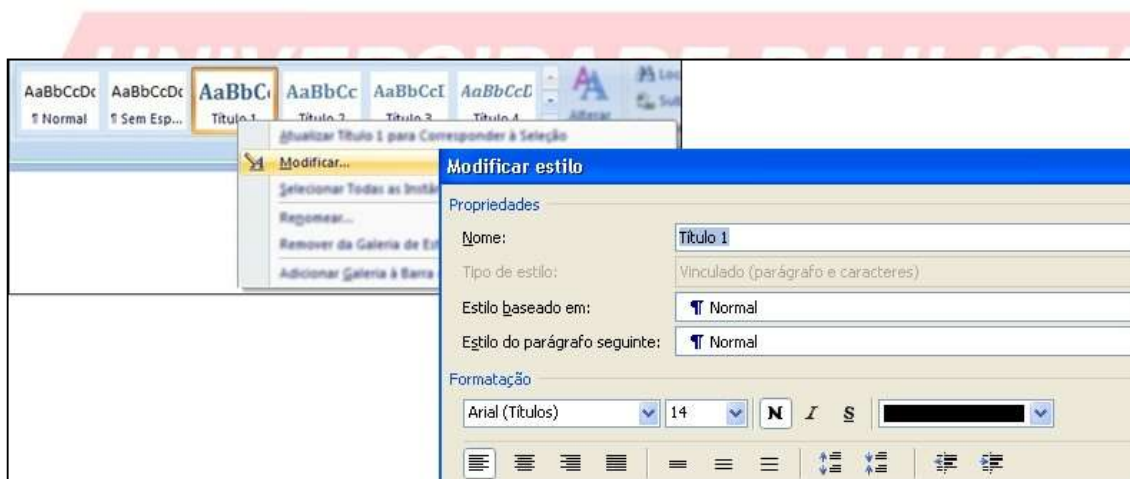 UNIVERSIDADE PAULISTA
AaBbCcDc AaBbCcDc AaBbC AaBbCc AaBbCcI AaBbCcD
¶ Normal ¶ Sem Esp... Título 1 Título 2 Título 3 Título 4 Alterar
Atualizar Título 1 para Corresponder à Seleção
Modificar...
Selecionar Todas as
Renomear...
Remover da Galeria de
Adicionar Galeria à Barra
Modificar estilo
Propriedades
Nome: Título 1
Tipo de estilo: Vinculado (parágrafo e caracteres)
Estilo baseado em: ¶ Normal
Estilo do parágrafo seguinte: ¶ Normal
Formatação
Arial (Títulos) 14 N I S